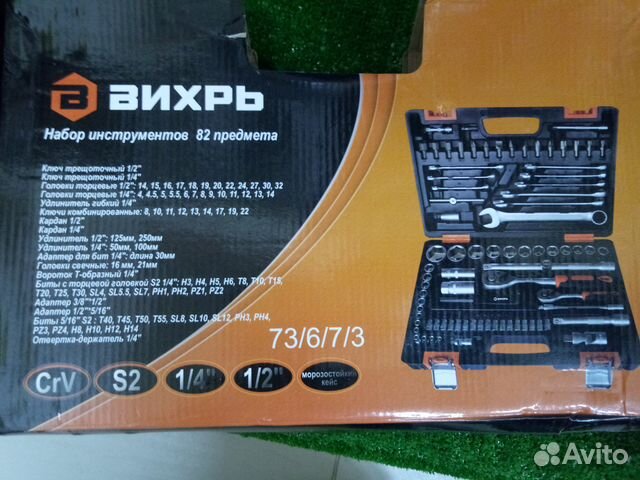 ВИХРЬ
Набор инструментов 82 предмета
Ключ трещоточный 1/2"
Ключ трещоточный 1/4"
Головки торцевые 1/2": 14, 15, 16, 17, 18, 19, 20, 22, 24, 27, 30, 32
Головки торцевые 1/4": 4, 4.5, 5, 5.5, 6, 7, 8, 9, 10, 11, 12, 13, 14
Удлинитель гибкий 1/4"
Ключи комбинированные: 8, 10, 11, 12, 13, 14, 17, 19, 22
Кардан 1/2"
Кардан 1/4"
Удлинитель 1/2": 125мм, 250мм
Удлинитель 1/4": 50мм, 100мм
Адаптер для бит 1/4": длина 30мм
Головки свечные: 16 мм, 21мм
Вороток Т-образный 1/4"
Биты с торцевой головкой S2 1/4": H3, H4, H5, H6, T8, T10, T15,
T20, T25, T30, SL4, SL5.5, SL7, PH1, PH2, PZ1, PZ2
Адаптер 3/8"*1/2"
Адаптер 1/2"*5/16"
Биты 5/16" S2 : T40, T45, T50, T55, SL8, SL10, SL12, PH3, PH4,
PZ3, PZ4, H8, H10, H12, H14
Отвертка-держатель 1/4"
73/6/7/3
CrV
S2
1/4"
1/2"
морозостойкий
кейс
ВИХРЬ
Avito